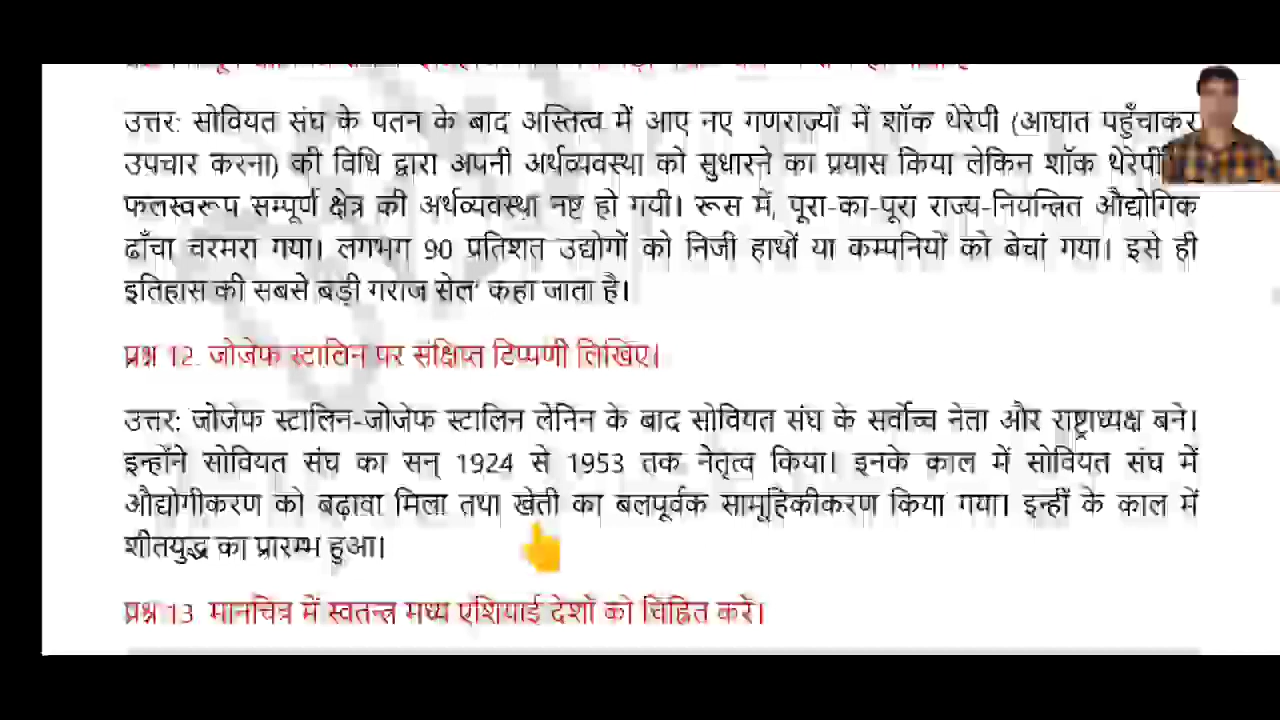 उत्तर: सोवियत संघ के पतन के बाद अस्तित्व में आए नए गणराज्यों में शॉक थेरेपी (आघात पहुँचाकर
उपचार करना) की विधि द्वारा अपनी अर्थव्यवस्था को सुधारने का प्रयास किया लेकिन शॉक थेरेपी
फलस्वरूप सम्पूर्ण क्षेत्र की अर्थव्यवस्था नष्ट हो गयी। रूस में, पूरा-का-पूरा राज्य-नियन्त्रित औद्योगिक
ढाँचा चरमरा गया। लगभग 90 प्रतिशत उद्योगों को निजी हाथों या कम्पनियों को बेचां गया। इसे ही
इतिहास की सबसे बड़ी गराज सेल' कहा जाता है।
प्रश्न 12. जोजेफ स्टालिन पर संक्षिप्त टिप्पणी लिखिए।
उत्तर: जोजेफ स्टालिन-जोजेफ स्टालिन लेनिन के बाद सोवियत संघ के सर्वोच्च नेता और राष्ट्राध्यक्ष बने।
इन्होंने सोवियत संघ का सन् 1924 से 1953 तक नेतृत्व किया। इनके काल में सोवियत संघ में
औद्योगीकरण को बढ़ावा मिला तथा खेती का बलपूर्वक सामूहिकीकरण किया गया। इन्हीं के काल में
शीतयुद्ध का प्रारम्भ हुआ।
प्रश्न 13 मानचित्र में स्वतन्त्र मध्य एशियाई देशों को चिह्नित करें।